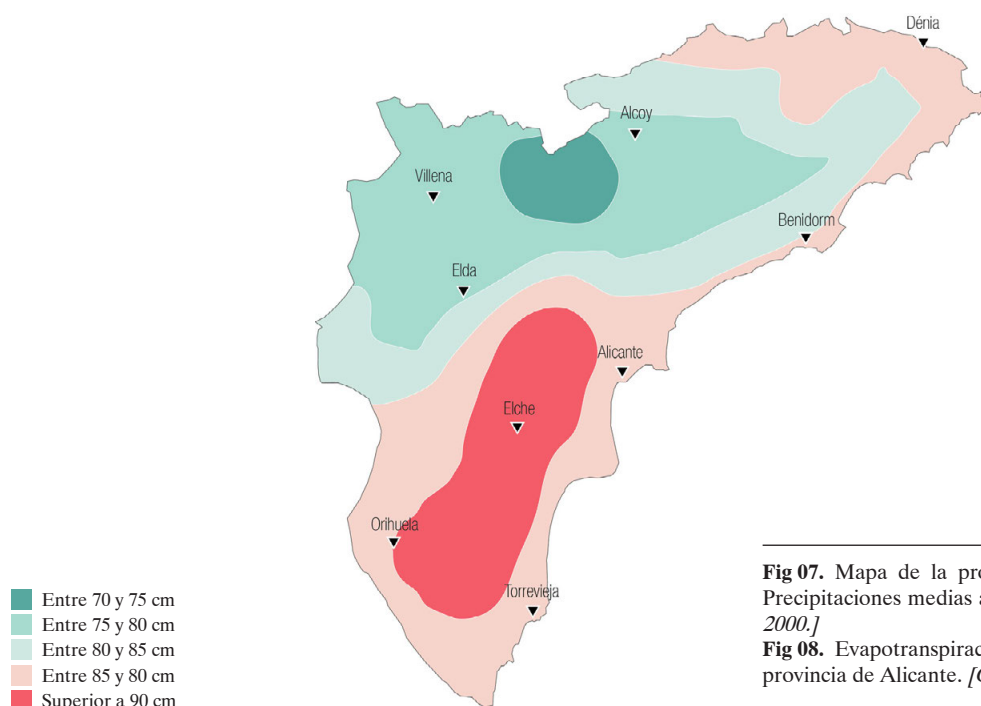 Dénia
Alcoy
Villena
Benidorm
Elda
Alicante
Elche
Orihuela
Torrevieja
Entre 70 y 75 cm
Entre 75 y 80 cm
Entre 80 y 85 cm
Entre 85 y 80 cm
Superior a 90 cm
Fig 07. Mapa de la pro
Precipitaciones medias a
2000.]
Fig 08. Evapotranspirac
provincia de Alicante. [